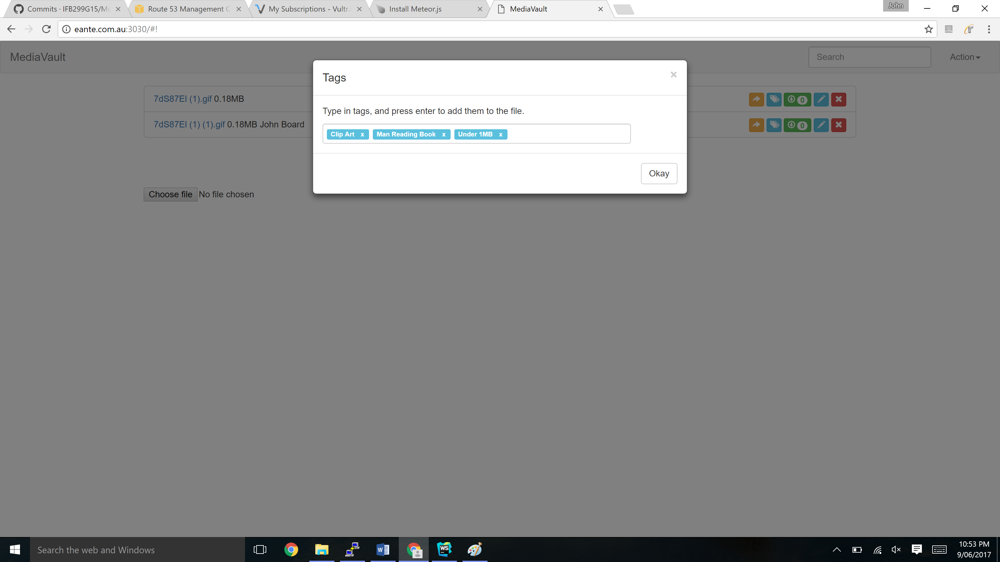 Commits · IFB299G15/Me
Route 53 Management C
My Subscriptions - Vultr.
Install Meteor.js
MediaVault
John
eante.com.au:3030/#!
MediaVault
Search
Action
Tags
×
7dS87EI (1).gif 0.18MB
0
Type in tags, and press enter to add them to the file.
7dS87EI (1) (1).gif 0.18MB John Board
0
Clip Art x
Man Reading Book x
Under 1MB x
Okay
Choose file No file chosen
Search the web and Windows
W
WS
10:53 PM
9/06/2017